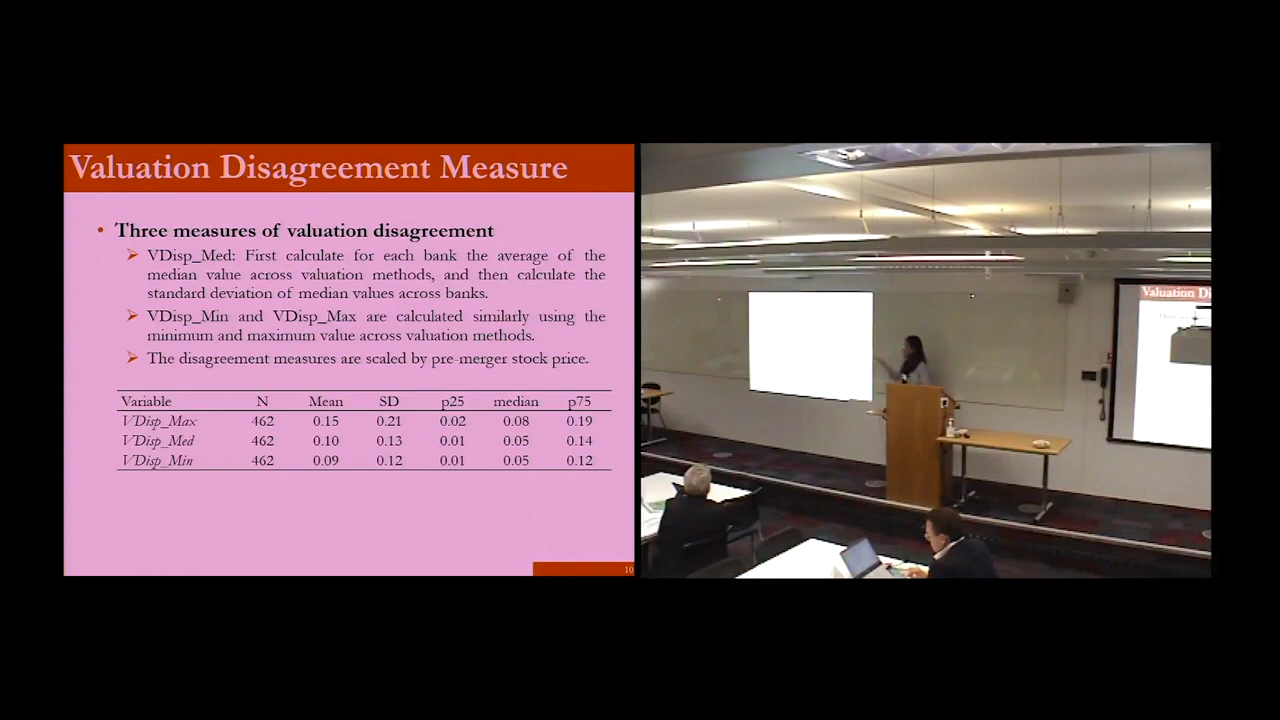 Valuation Disagreement Measure
• Three measures of valuation disagreement
VDisp_Med: First calculate for each bank the average of the
median value across valuation methods, and then calculate the
standard deviation of median values across banks.
VDisp_Min and VDisp_Max are calculated similarly using the
minimum and maximum value across valuation methods.
The disagreement measures are scaled by pre-merger stock price.
Variable N Mean SD p25 median p75
VDisp_Max 462 0.15 0.21 0.02 0.08 0.19
VDisp_Med 462 0.10 0.13 0.01 0.05 0.14
VDisp_Min 462 0.09 0.12 0.01 0.05 0.12
10
Valuation Di